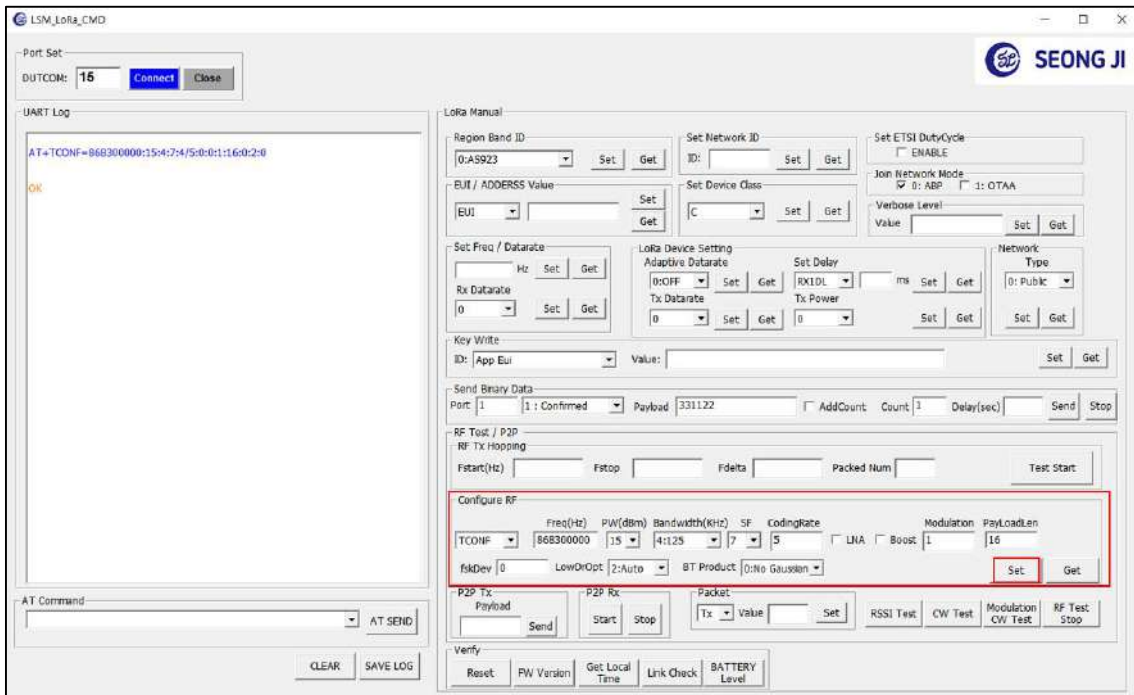 LSM_LoRa_CMD
SEONG JI
Port Set
DUTCOM: 15 Connect Close
UART Log
AT+TCONF=868300000:15:4:7:4/5:0:0:1:16:0:2:0
OK
AT Command
AT SEND
CLEAR SAVE LOG
LoRa Manual
Region Band ID
0:AS923 Set Get
Set Network ID
ID: Set Get
Set ETSI DutyCycle
ENABLE
Join Network Mode
0: ABP 1: OTAA
EUI / ADDERSS Value
EUI Set Get
Set Device Class
C Set Get
Verbose Level
Value Set Get
Set Freq / Datarate
Hz Set Get
Rx Datarate
0 Set Get
LoRa Device Setting
Adaptive Datarate Set Delay
0:OFF Set Get RX1DL ms Set Get
Tx Datarate Tx Power
0 Set Get 0 Set Get
Network
Type
0: Public
Set Get
Key Write
ID: App Eui Value: Set Get
Send Binary Data
Port 1 1 : Confirmed Payload 331122 AddCount Count 1 Delay(sec) Send Stop
RF Test / P2P
RF Tx Hopping
Fstart(Hz) Fstop Fdelta Packed Num Test Start
Configure RF
Freq(Hz) PW(dBm) Bandwidth(KHz) SF CodingRate Modulation PayLoadLen
TCONF 868300000 15 4:125 7 5 LNA Boost 1 16
fskDev 0 LowDrOpt 2:Auto BT Product 0:No Gaussian Set Get
P2P Tx
Payload
Send
P2P Rx
Start Stop
Packet
Tx Value Set
RSSI Test CW Test Modulation CW Test RF Test Stop
Verify
Reset FW Version Get Local Time Link Check BATTERY Level